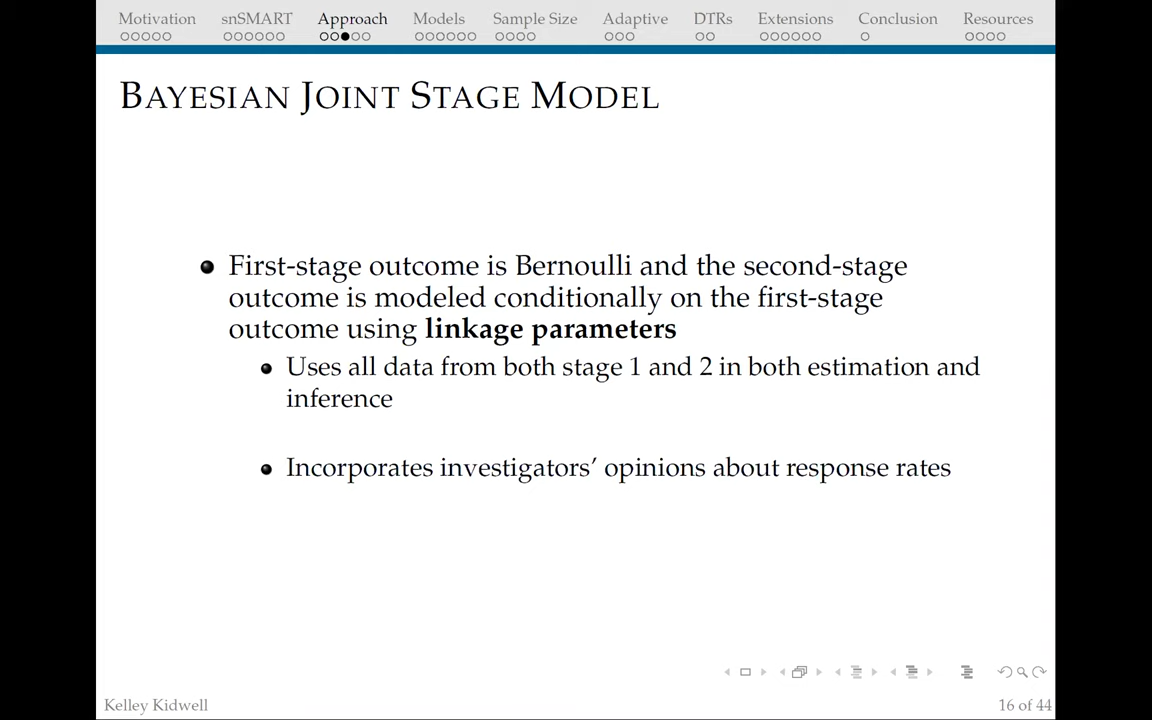 Motivation snSMART Approach Models Sample Size Adaptive DTRs Extensions Conclusion Resources
BAYESIAN JOINT STAGE MODEL
First-stage outcome is Bernoulli and the second-stage
outcome is modeled conditionally on the first-stage
outcome using linkage parameters
Uses all data from both stage 1 and 2 in both estimation and
inference
Incorporates investigators’ opinions about response rates
Kelley Kidwell 16 of 44